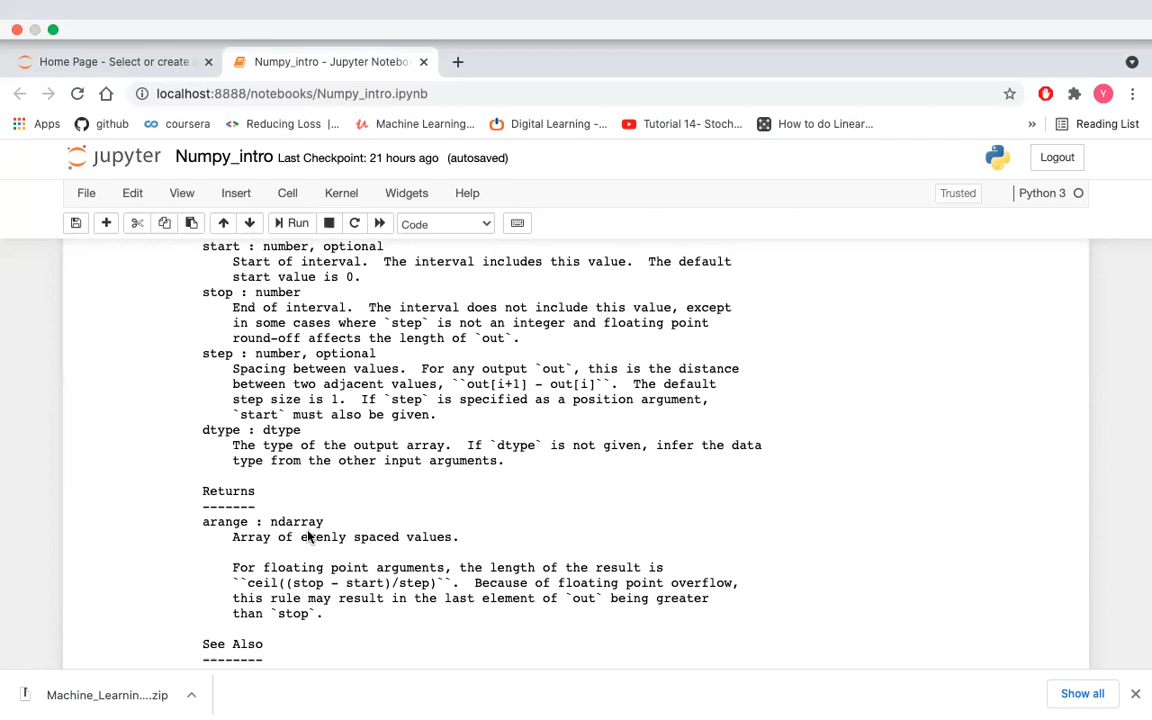 Home Page - Select or create
Numpy_intro - Jupyter Notebo
localhost:8888/notebooks/Numpy_intro.ipynb
Y
Apps
github
coursera
Reducing Loss |...
Machine Learning...
Digital Learning -...
Tutorial 14- Stoch...
How to do Linear...
»
Reading List
jupyter
Numpy_intro Last Checkpoint: 21 hours ago (autosaved)
Logout
File
Edit
View
Insert
Cell
Kernel
Widgets
Help
Trusted
Python 3
Run
Code
start : number, optional
Start of interval. The interval includes this value. The default
start value is 0.
stop : number
End of interval. The interval does not include this value, except
in some cases where `step` is not an integer and floating point
round-off affects the length of `out`.
step : number, optional
Spacing between values. For any output `out`, this is the distance
between two adjacent values, ``out[i+1] - out[i]``. The default
step size is 1. If `step` is specified as a position argument,
`start` must also be given.
dtype : dtype
The type of the output array. If `dtype` is not given, infer the data
type from the other input arguments.
Returns
-------
arange : ndarray
Array of evenly spaced values.
For floating point arguments, the length of the result is
``ceil((stop - start)/step)``. Because of floating point overflow,
this rule may result in the last element of `out` being greater
than `stop`.
See Also
--------
Machine_Learnin....zip
Show all